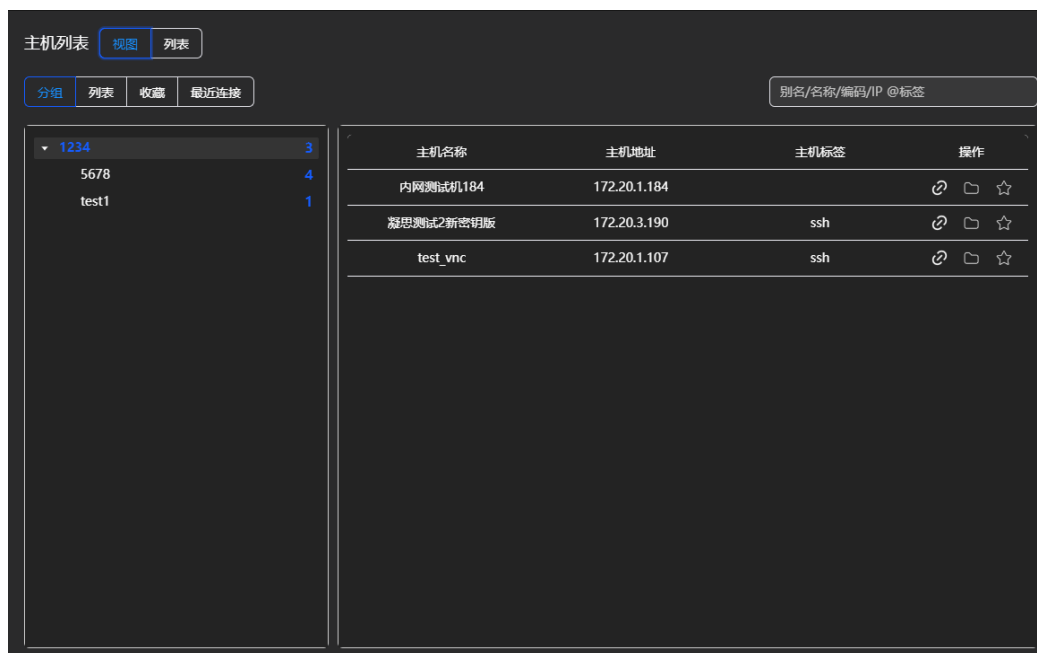 主机列表 视图 列表
分组 列表 收藏 最近连接 别名/名称/编码/IP @标签
1234 3
5678 4
test1 1
主机名称 主机地址 主机标签 操作
内网测试机184 172.20.1.184
凝思测试2新密钥版 172.20.3.190 ssh
test_vnc 172.20.1.107 ssh